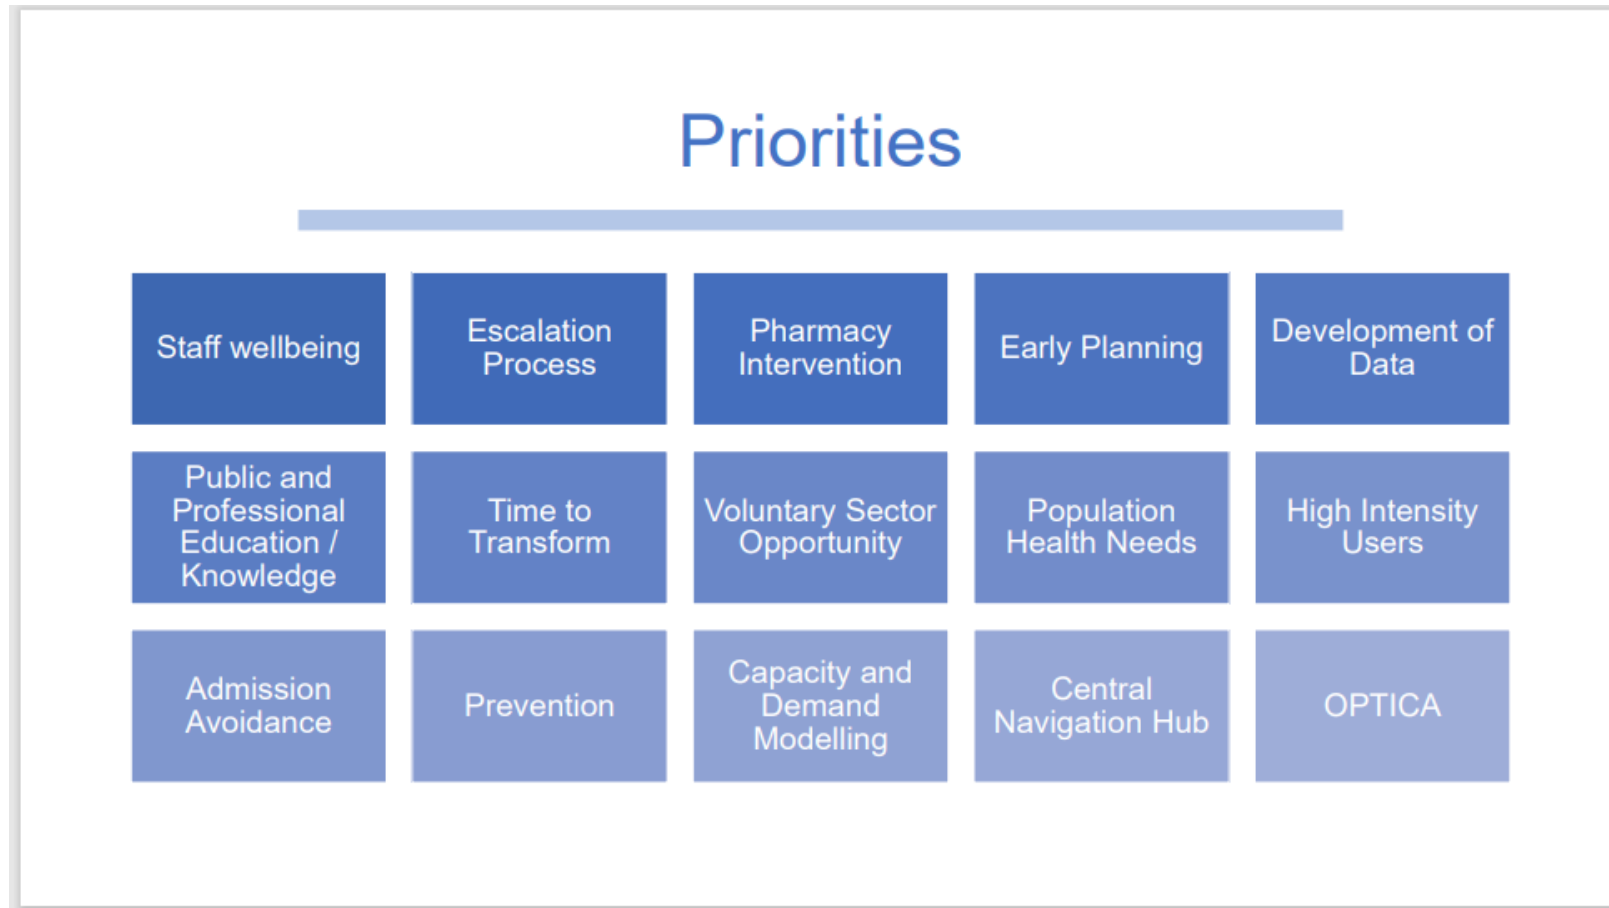 Priorities
Staff wellbeing
Escalation
Process
Pharmacy
Intervention
Early Planning
Development of
Data
Public and
Professional
Education /
Knowledge
Time to
Transform
Voluntary Sector
Opportunity
Population
Health Needs
High Intensity
Users
Admission
Avoidance
Prevention
Capacity and
Demand
Modelling
Central
Navigation Hub
OPTICA